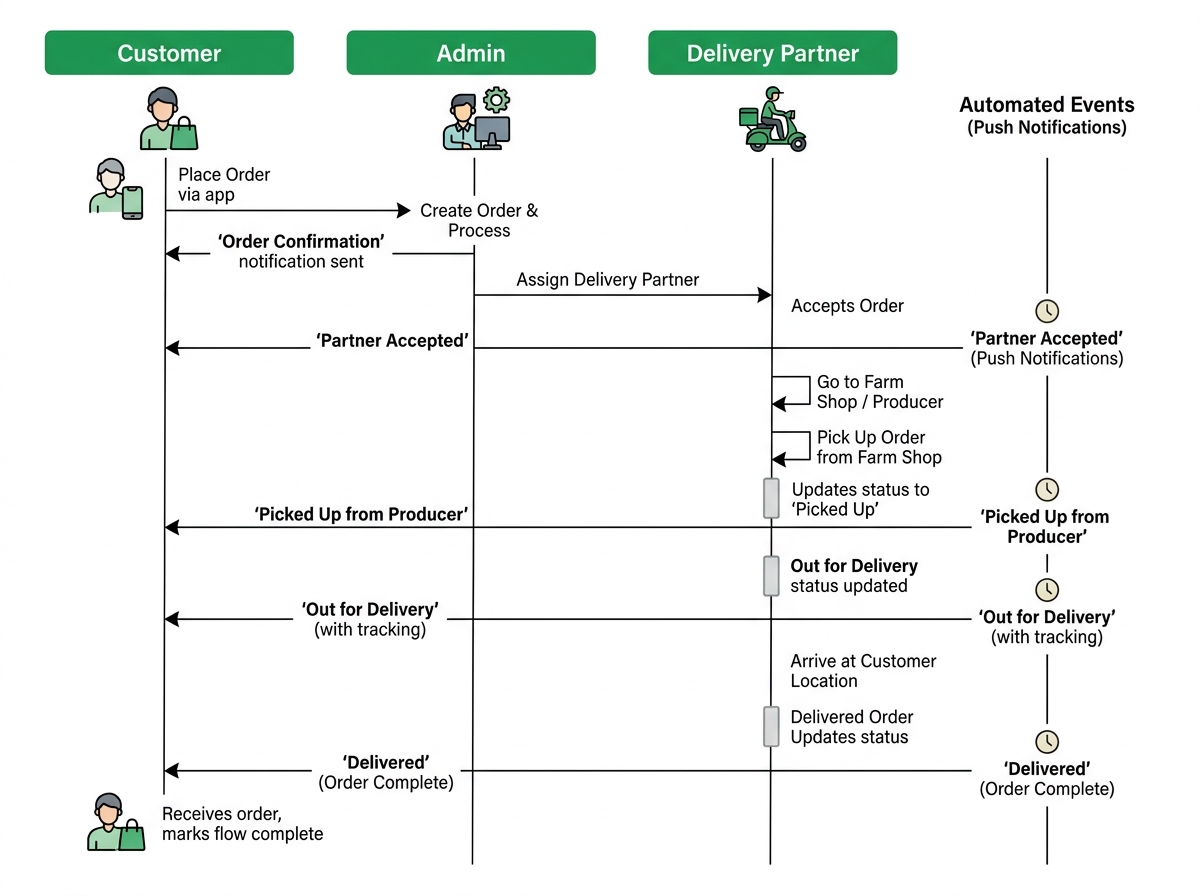 Customer
Admin
Delivery Partner
Automated Events
(Push Notifications)
Place Order
via app
Create Order &
Process
‘Order Confirmation’
notification sent
Assign Delivery Partner
Accepts Order
‘Partner Accepted’
‘Partner Accepted’
(Push Notifications)
Go to Farm
Shop / Producer
Pick Up Order
from Farm Shop
Updates status to
‘Picked Up’
‘Picked Up from Producer’
‘Picked Up from
Producer’
Out for Delivery
status updated
‘Out for Delivery’
(with tracking)
‘Out for Delivery’
(with tracking)
Arrive at Customer
Location
Delivered Order
Updates status
‘Delivered’
(Order Complete)
‘Delivered’
(Order Complete)
Receives order,
marks flow complete